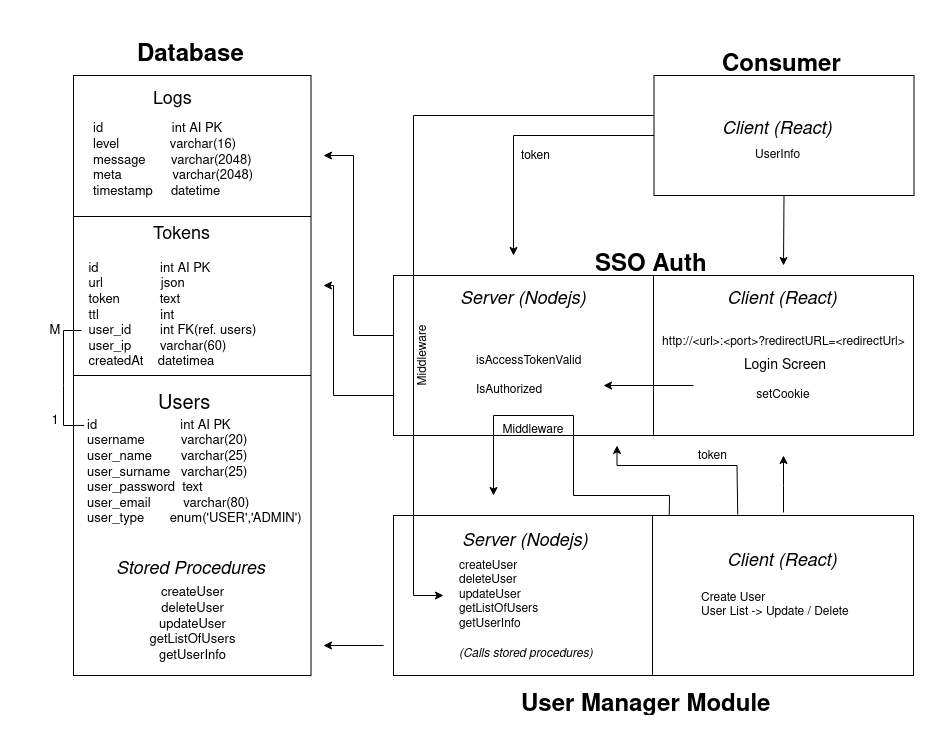 Database
Logs
id int AI PK
level varchar(16)
message varchar(2048)
meta varchar(2048)
timestamp datetime
Tokens
id int AI PK
url json
token text
ttl int
user_id int FK(ref. users)
user_ip varchar(60)
createdAt datetimea
M
1
Users
id int AI PK
username varchar(20)
user_name varchar(25)
user_surname varchar(25)
user_password text
user_email varchar(80)
user_type enum('USER','ADMIN')
Stored Procedures
createUser
deleteUser
updateUser
getListOfUsers
getUserInfo
Consumer
Client (React)
UserInfo
token
SSO Auth
Server (Nodejs)
Middleware
isAccessTokenValid
IsAuthorized
Middleware
Client (React)
http://<url>:<port>?redirectURL=<redirectUrl>
Login Screen
setCookie
token
Server (Nodejs)
createUser
deleteUser
updateUser
getListOfUsers
getUserInfo
(Calls stored procedures)
Client (React)
Create User
User List -> Update / Delete
User Manager Module